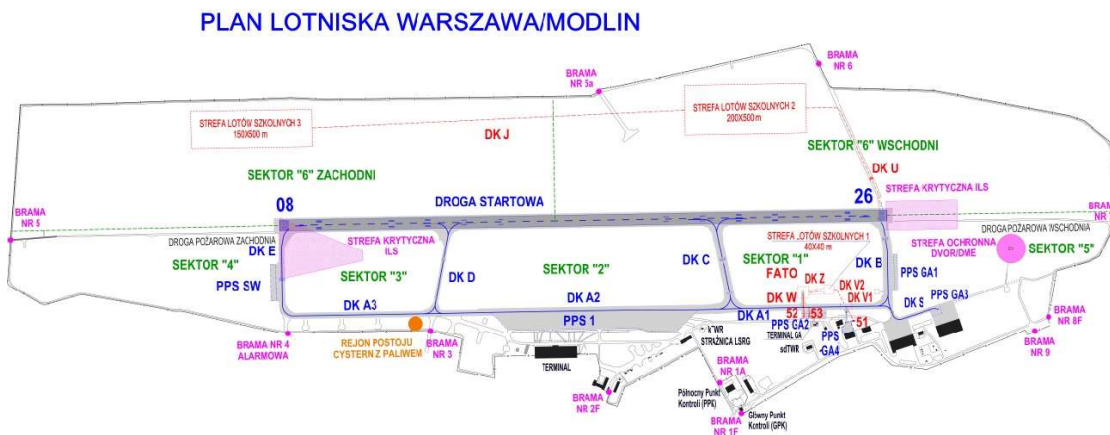 PLAN LOTNISKA WARSZAWA/MODLIN
BRAMA
NR 6
BRAMA
NR 5a
STREFA LOTÓW SZKOLNYCH 3
150X500 m
STREFA LOTÓW SZKOLNYCH 2
200X500 m
DK J
SEKTOR "6" WSCHODNI
DK U
SEKTOR "6" ZACHODNI
STREFA KRYTYCZNA ILS
08
DROGA STARTOWA
26
BRAMA
NR 5
BRAMA
NR
DROGA POŻAROWA ZACHODNIA
DK E
STREFA KRYTYCZNA
ILS
STREFA LOTÓW SZKOLNYCH 1
40X40 m
DROGA POŻAROWA WSCHODNIA
STREFA OCHRONNA
DVOR/DME
SEKTOR "5"
SEKTOR "4"
SEKTOR "3"
DK D
SEKTOR "2"
DK C
SEKTOR "1"
FATO
DK Z
DK B
PPS GA1
PPS SW
DK V2
DK W
DK V1
DK A3
DK A2
DK A1
DK S
PPS GA3
PPS 1
52
53
51
PPS GA2
TERMINAL GA
PPS
GA4
BRAMA NR 4
ALARMOWA
REJON POSTOJU
CYSTERN Z PALIWEM
BRAMA
NR 3
STRAŻNICA LSRG
sdTWR
BRAMA
NR 8F
BRAMA
NR 9
TERMINAL
BRAMA
NR 1A
BRAMA
NR 2F
Północny Punkt
Kontroli (PPK)
BRAMA
NR 1F
Główny Punkt
Kontroli (GPK)